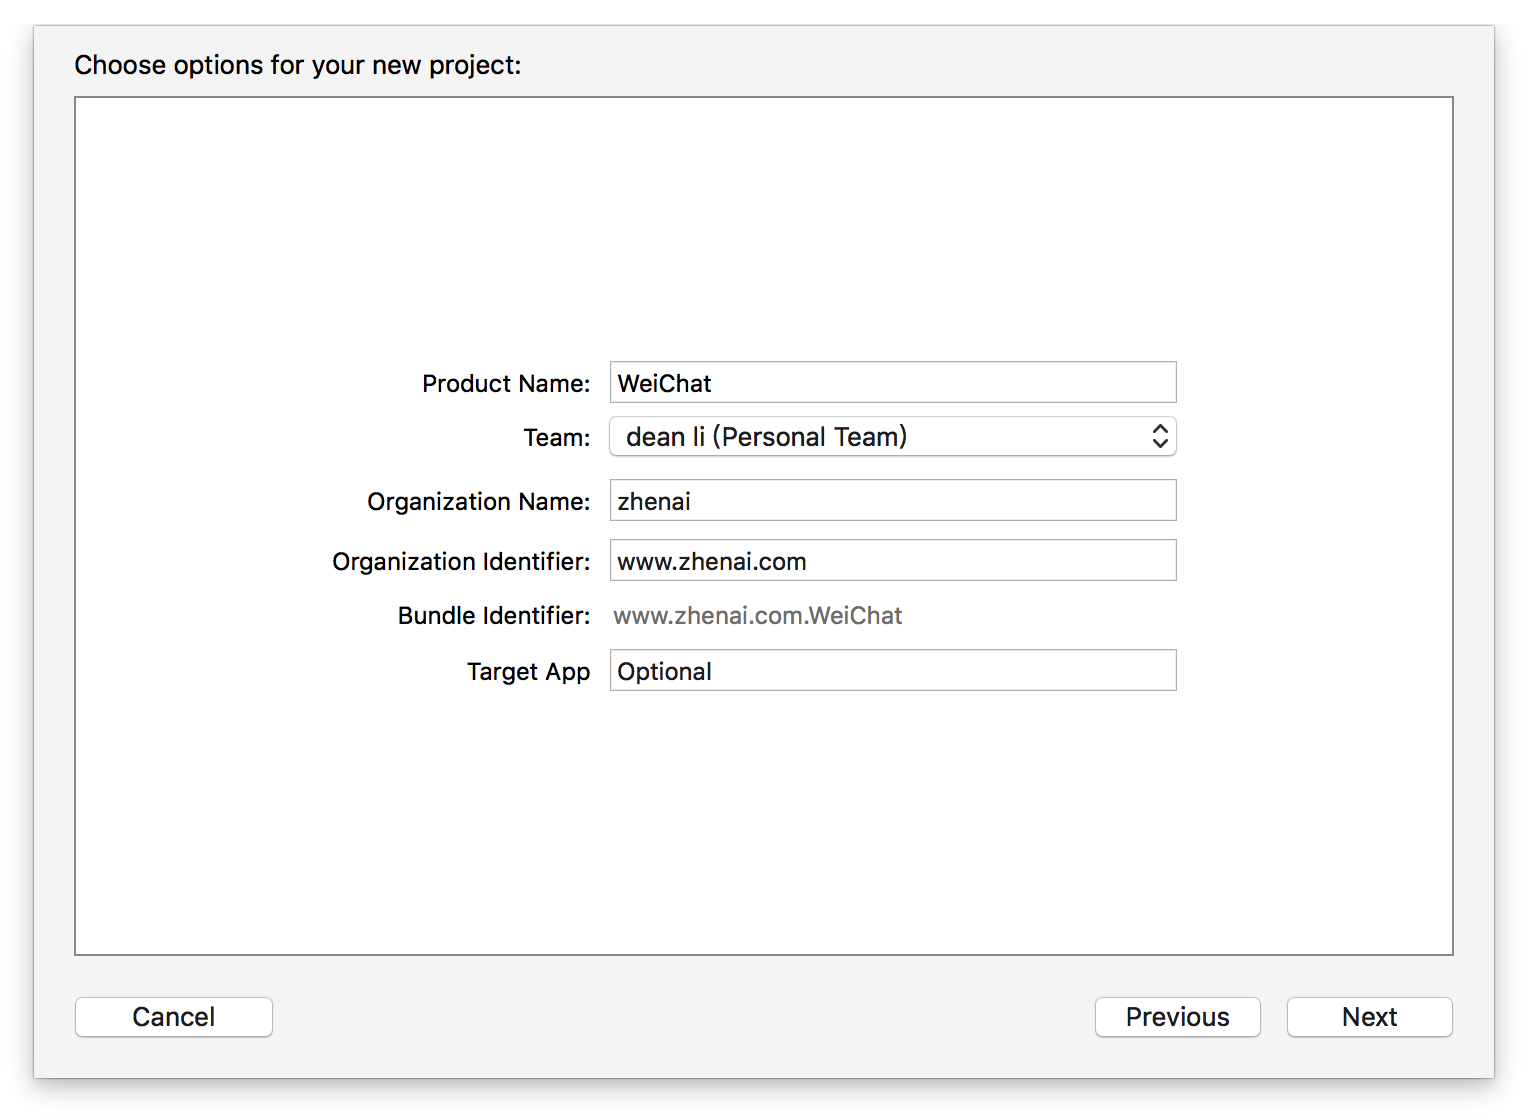 Choose options for your new project:
Product Name: WeiChat
Team: dean li (Personal Team)
Organization Name: zhenai
Organization Identifier: www.zhenai.com
Bundle Identifier: www.zhenai.com.WeiChat
Target App Optional
Cancel Previous Next